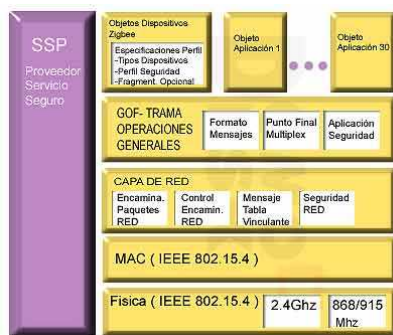 SSP
Proveedor
Servicio
Seguro
Objetos Dispositivos
Zigbee
Especificaciones Perfil
-Tipos Dispositivos
-Perfil Seguridad
-Fragment. Opcional
Objeto
Aplicación 1
Objeto
Aplicación 30
GOF- TRAMA
OPERACIONES
GENERALES
Formato
Mensajes
Punto Final
Multiplex
Aplicación
Seguridad
CAPA DE RED
Encamina.
Paquetes
RED
Control
Encamin.
RED
Mensaje
Tabla
Vinculante
Seguridad
RED
MAC ( IEEE 802.15.4 )
Fisica ( IEEE 802.15.4 )
2.4Ghz
868/915
Mhz